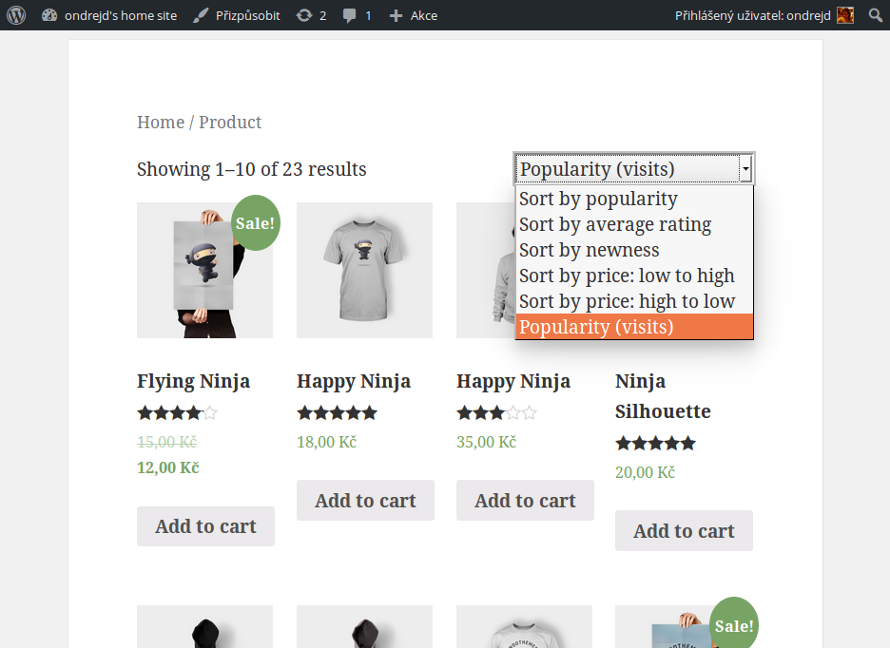 ondrejd's home site Přizpůsobit 2 1 Akce Přihlášený uživatel: ondrejd
Home / Product
Showing 1–10 of 23 results
Popularity (visits)
Sort by popularity
Sort by average rating
Sort by newness
Sort by price: low to high
Sort by price: high to low
Popularity (visits)
Sale!
Flying Ninja
15,00 Kč
12,00 Kč
Add to cart
Happy Ninja
18,00 Kč
Add to cart
Happy Ninja
35,00 Kč
Add to cart
Ninja
Silhouette
20,00 Kč
Add to cart
Sale!